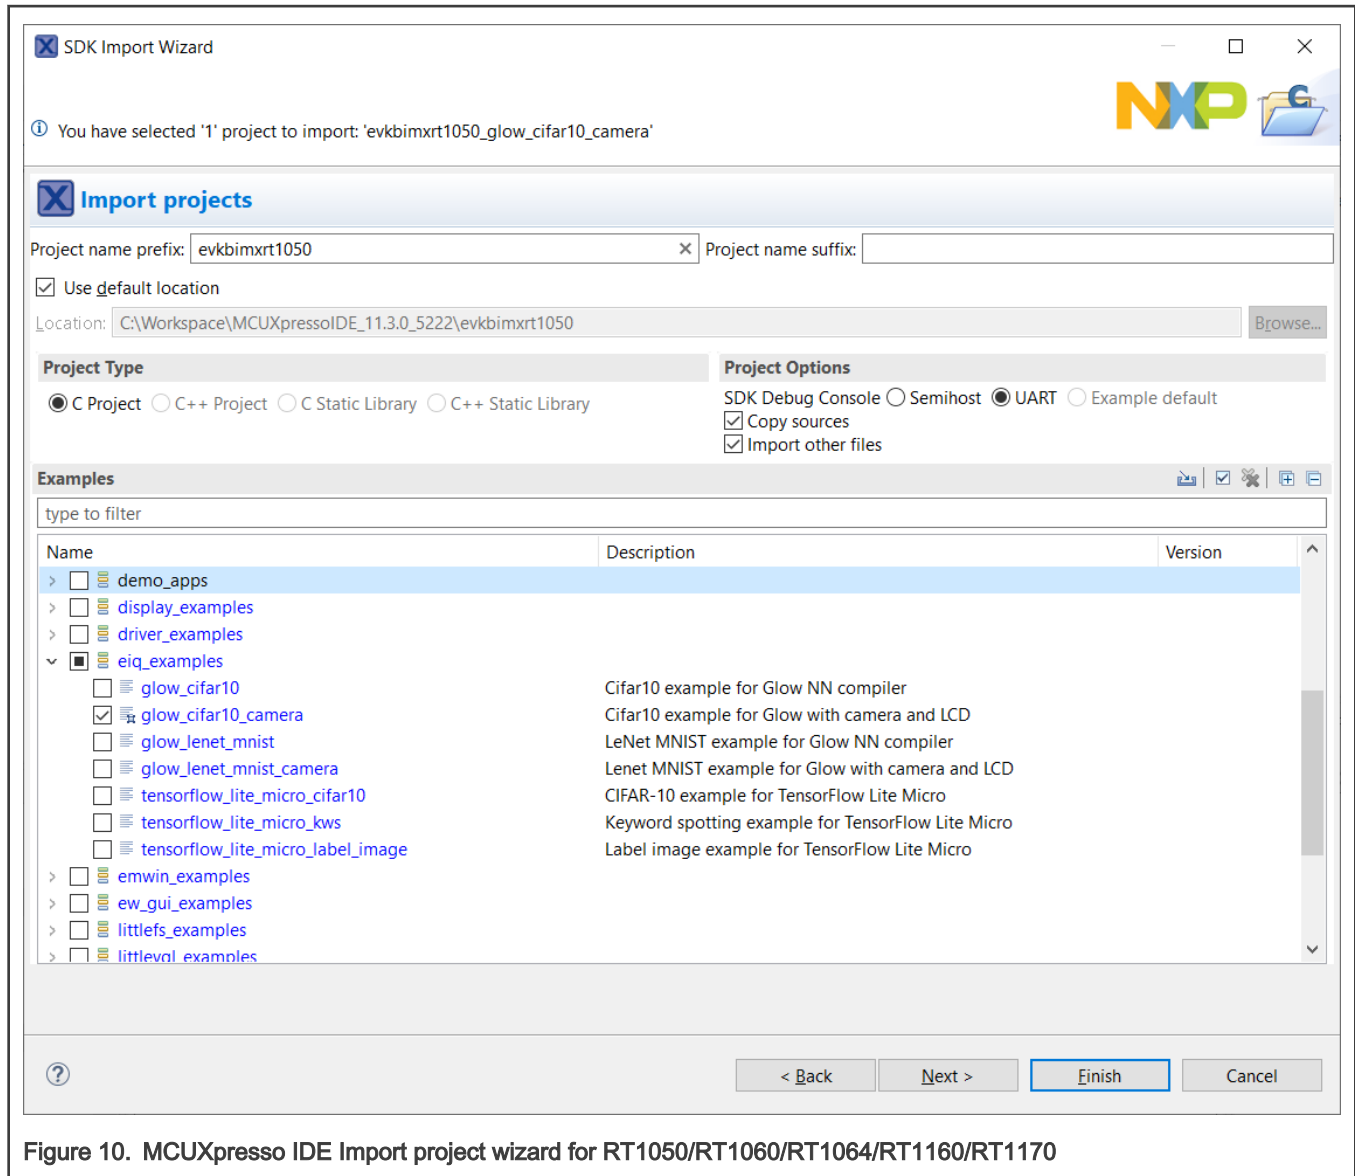 SDK Import Wizard
NXP
C
You have selected '1' project to import: 'evkbimxrt1050_glow_cifar10_camera'
Import projects
Project name prefix: evkbimxrt1050 Project name suffix:
Use default location
Location: C:\Workspace\MCUXpressoIDE_11.3.0_5222\evkbimxrt1050 Browse...
Project Type Project Options
C Project C++ Project C Static Library C++ Static Library SDK Debug Console Semihost UART Example default
Copy sources
Import other files
Examples
type to filter
Name Description Version
demo_apps
display_examples
driver_examples
eiq_examples
glow_cifar10 Cifar10 example for Glow NN compiler
glow_cifar10_camera Cifar10 example for Glow with camera and LCD
glow_lenet_mnist LeNet MNIST example for Glow NN compiler
glow_lenet_mnist_camera Lenet MNIST example for Glow with camera and LCD
tensorflow_lite_micro_cifar10 CIFAR-10 example for TensorFlow Lite Micro
tensorflow_lite_micro_kws Keyword spotting example for TensorFlow Lite Micro
tensorflow_lite_micro_label_image Label image example for TensorFlow Lite Micro
emwin_examples
ew_gui_examples
littlefs_examples
littlevgl_examples
? < Back Next > Finish Cancel
Figure 10. MCUXpresso IDE Import project wizard for RT1050/RT1060/RT1064/RT1160/RT1170